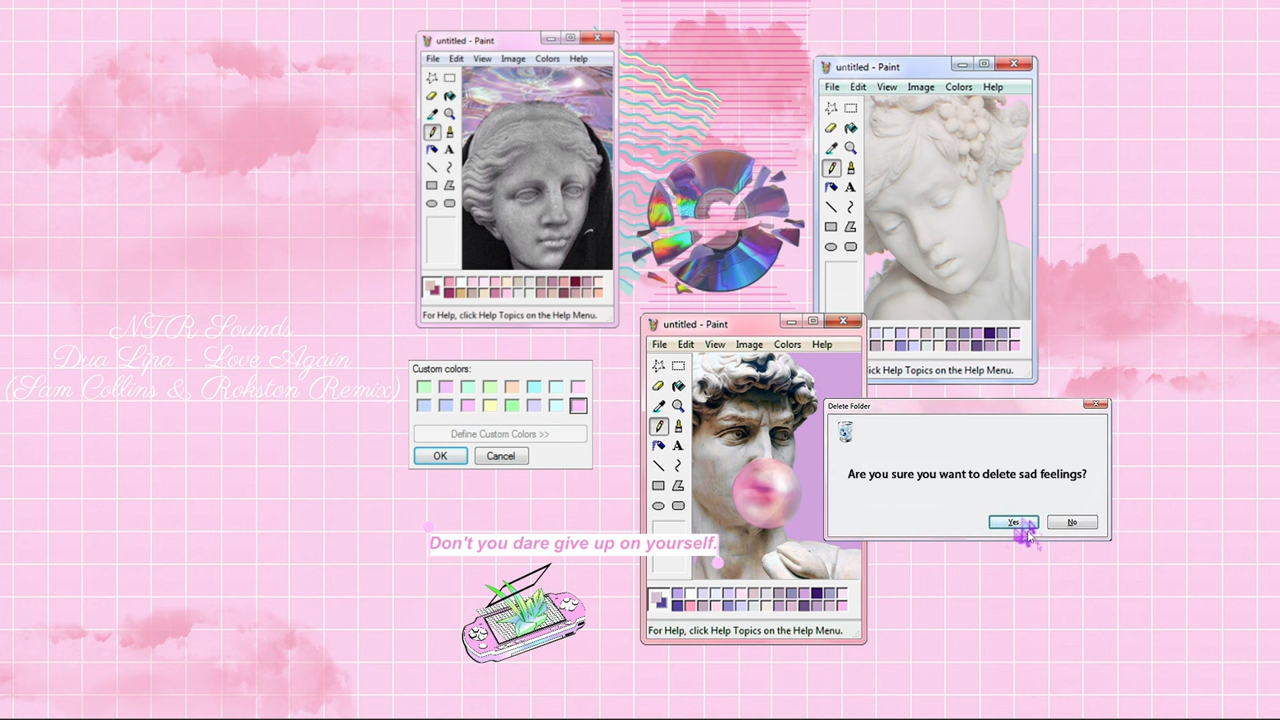 untitled - Paint
File Edit View Image Colors Help
A
For Help, click Help Topics on the Help Menu.
untitled - Paint
File Edit View Image Colors Help
A
ick Help Topics on the Help Menu.
NTR Sounds
Dua Lipa - Love Again
(Sam Collins & Rokston Remix)
Custom colors:
Define Custom Colors >>
OK Cancel
untitled - Paint
File Edit View Image Colors Help
A
For Help, click Help Topics on the Help Menu.
Delete Folder
Are you sure you want to delete sad feelings?
Yes No
Don't you dare give up on yourself.